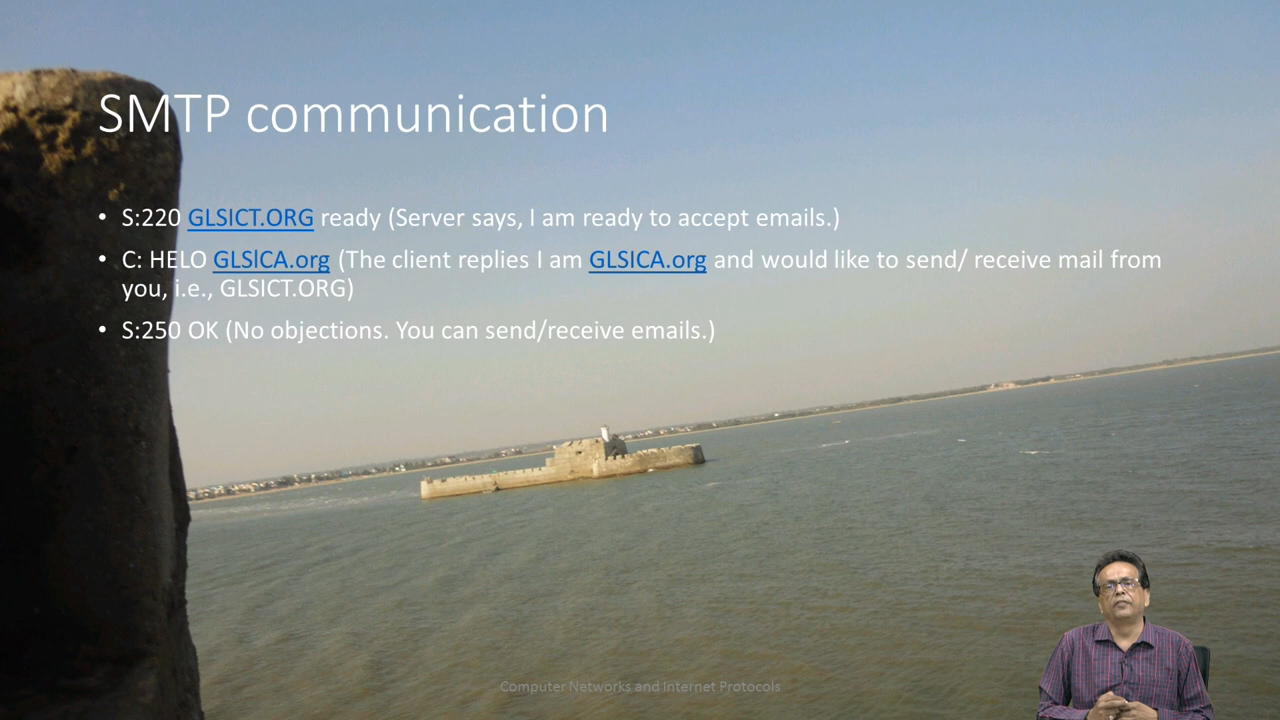 SMTP communication
• S:220 GLSICT.ORG ready (Server says, I am ready to accept emails.)
• C: HELO GLSICA.org (The client replies I am GLSICA.org and would like to send/ receive mail from
you, i.e., GLSICT.ORG)
• S:250 OK (No objections. You can send/receive emails.)
Computer Networks and Internet Protocols